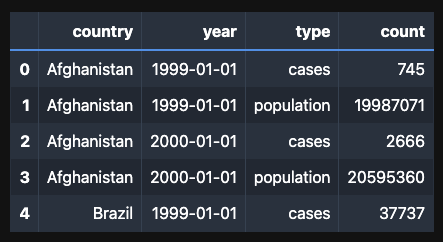 country year type count
0 Afghanistan 1999-01-01 cases 745
1 Afghanistan 1999-01-01 population 19987071
2 Afghanistan 2000-01-01 cases 2666
3 Afghanistan 2000-01-01 population 20595360
4 Brazil 1999-01-01 cases 37737